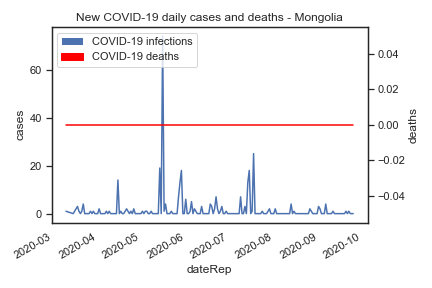 New COVID-19 daily cases and deaths - Mongolia
COVID-19 infections
COVID-19 deaths
cases
60
40
20
0
deaths
0.04
0.02
0.00
−0.02
−0.04
2020-03
2020-04
2020-05
2020-06
2020-07
2020-08
2020-09
2020-10
dateRep